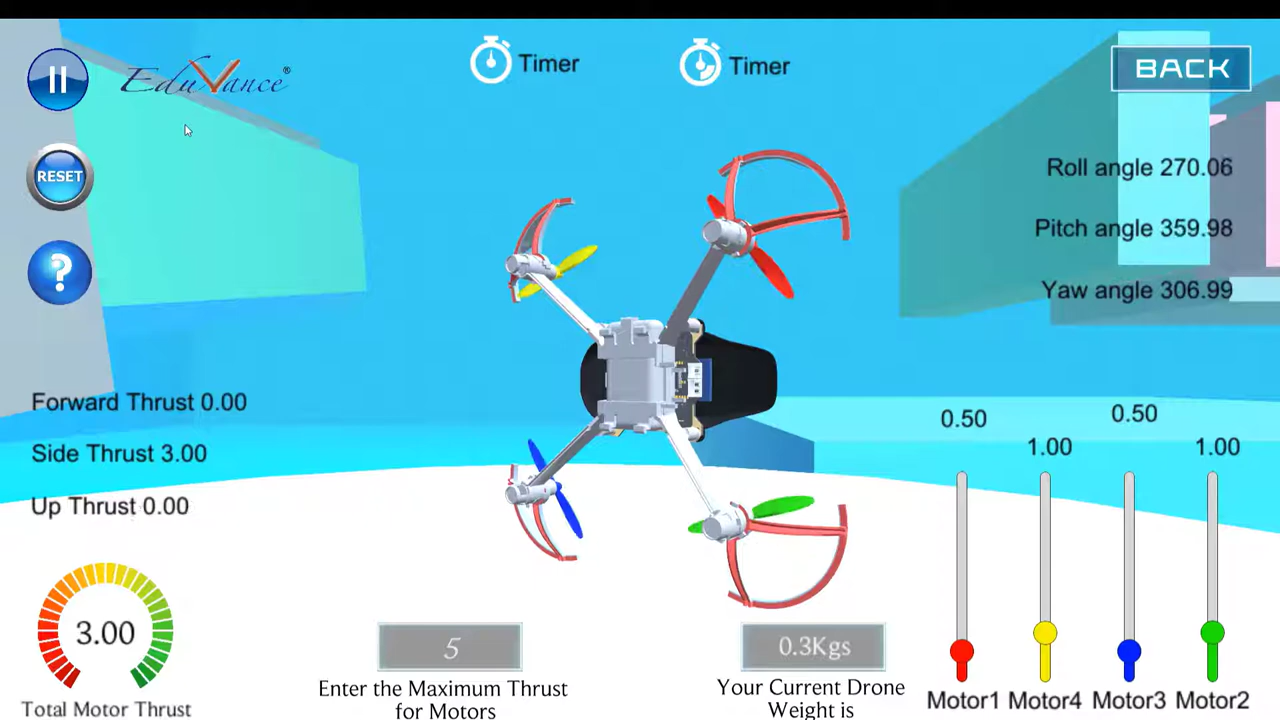 EduVance®
Timer
Timer
BACK
RESET
?
Roll angle 270.06
Pitch angle 359.98
Yaw angle 306.99
Forward Thrust 0.00
Side Thrust 3.00
Up Thrust 0.00
3.00
Total Motor Thrust
5
Enter the Maximum Thrust
for Motors
0.3Kgs
Your Current Drone
Weight is
0.50
1.00
0.50
1.00
Motor1 Motor4 Motor3 Motor2